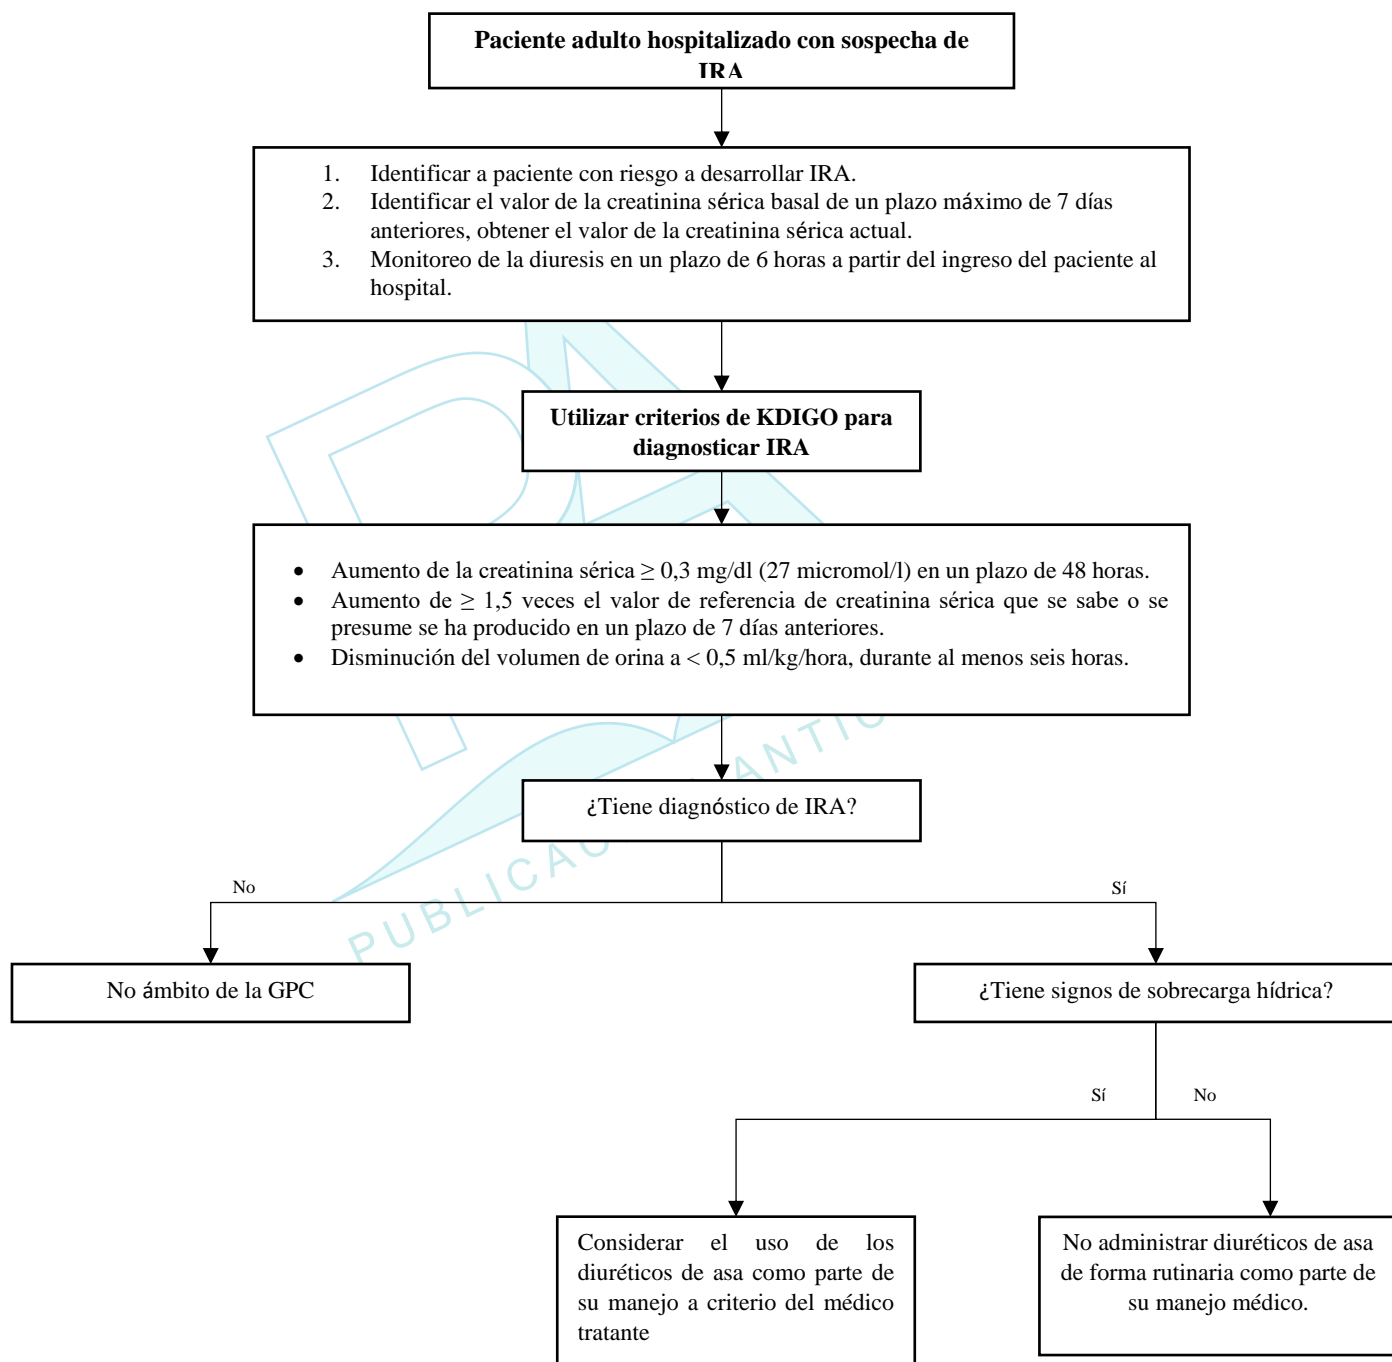 Paciente adulto hospitalizado con sospecha de
IRA
1. Identificar a paciente con riesgo a desarrollar IRA.
2. Identificar el valor de la creatinina sérica basal de un plazo máximo de 7 días
anteriores, obtener el valor de la creatinina sérica actual.
3. Monitoreo de la diuresis en un plazo de 6 horas a partir del ingreso del paciente al
hospital.
Utilizar criterios de KDIGO para
diagnosticar IRA
• Aumento de la creatinina sérica ≥ 0,3 mg/dl (27 micromol/l) en un plazo de 48 horas.
• Aumento de ≥ 1,5 veces el valor de referencia de creatinina sérica que se sabe o se
presume se ha producido en un plazo de 7 días anteriores.
• Disminución del volumen de orina a < 0,5 ml/kg/hora, durante al menos seis horas.
¿Tiene diagnóstico de IRA?
No
Sí
No ámbito de la GPC
¿Tiene signos de sobrecarga hídrica?
Sí
No
Considerar el uso de los
diuréticos de asa como parte de
su manejo a criterio del médico
tratante
No administrar diuréticos de asa
de forma rutinaria como parte de
su manejo médico.